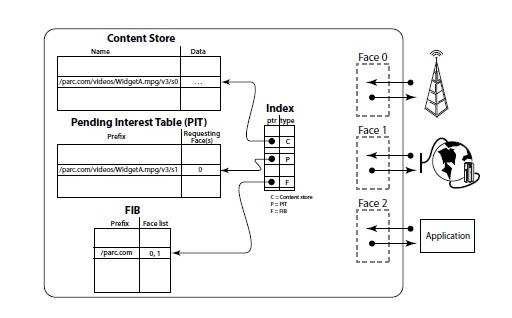 Content Store
Name Data
/parc.com/videos/WidgetA.mpg/v3/s0 ...
Pending Interest Table (PIT)
Prefix Requesting Face(s)
/parc.com/videos/WidgetA.mpg/v3/s1 0
FIB
Prefix Face list
/parc.com 0, 1
Index
ptr type
C
P
F
C = Content store
P = PIT
F = FIB
Face 0
Face 1
Face 2
Application